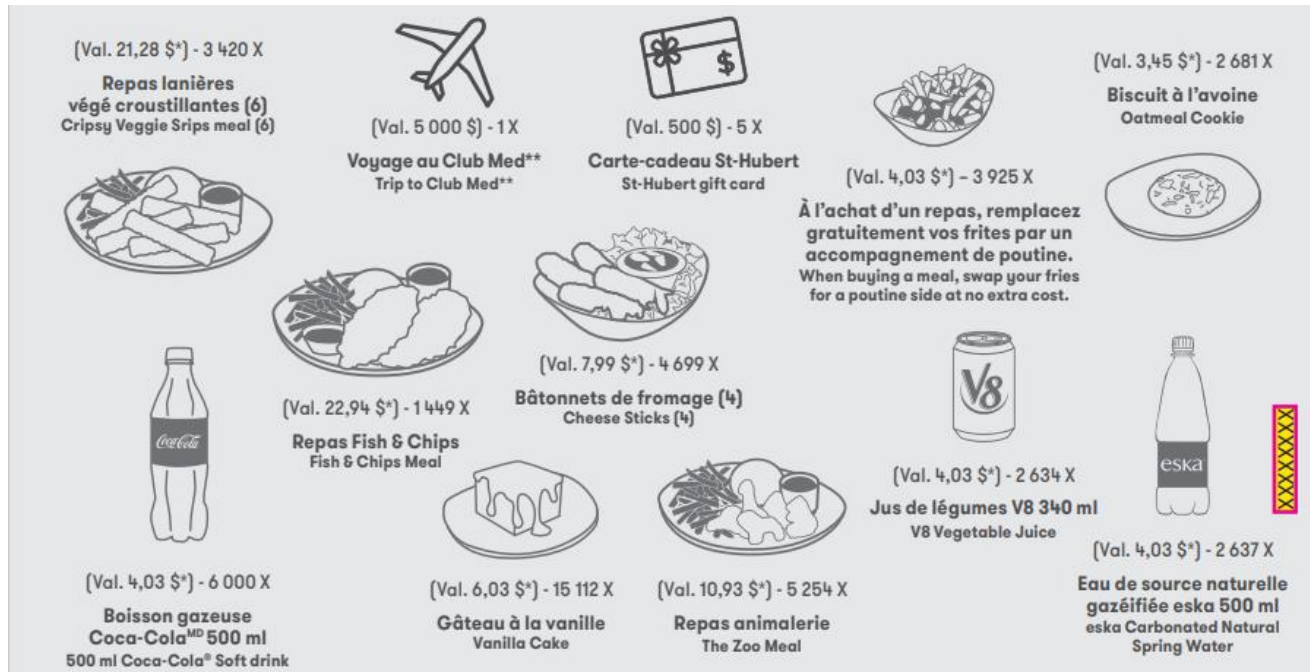 (Val. 21,28 $*) - 3 420 X
Repas lanières
végé croustillantes (6)
Cripsy Veggie Srips meal (6)
(Val. 5 000 $) - 1 X
Voyage au Club Med**
Trip to Club Med**
$
(Val. 500 $) - 5 X
Carte-cadeau St-Hubert
St-Hubert gift card
(Val. 4,03 $*) – 3 925 X
À l'achat d'un repas, remplacez
gratuitement vos frites par un
accompagnement de poutine.
When buying a meal, swap your fries
for a poutine side at no extra cost.
(Val. 3,45 $*) - 2 681 X
Biscuit à l'avoine
Oatmeal Cookie
(Val. 22,94 $*) - 1 449 X
Repas Fish & Chips
Fish & Chips Meal
(Val. 7,99 $*) - 4 699 X
Bâtonnets de fromage (4)
Cheese Sticks (4)
V8
(Val. 4,03 $*) - 2 634 X
Jus de légumes V8 340 ml
V8 Vegetable Juice
eska
(Val. 4,03 $*) - 2 637 X
Eau de source naturelle
gazéifiée eska 500 ml
eska Carbonated Natural
Spring Water
XXXXXXX
Coca-Cola
(Val. 4,03 $*) - 6 000 X
Boisson gazeuse
Coca-Cola MD 500 ml
500 ml Coca-Cola® Soft drink
(Val. 6,03 $*) - 15 112 X
Gâteau à la vanille
Vanilla Cake
(Val. 10,93 $*) - 5 254 X
Repas animalerie
The Zoo Meal